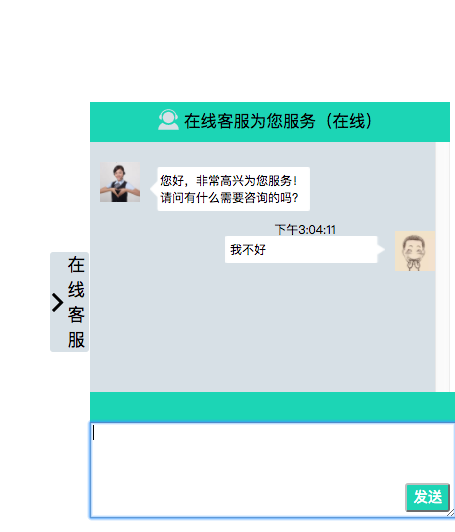 在线客服为您服务（在线）
您好，非常高兴为您服务！
请问有什么需要咨询的吗？
下午3:04:11
我不好
在线客服
发送